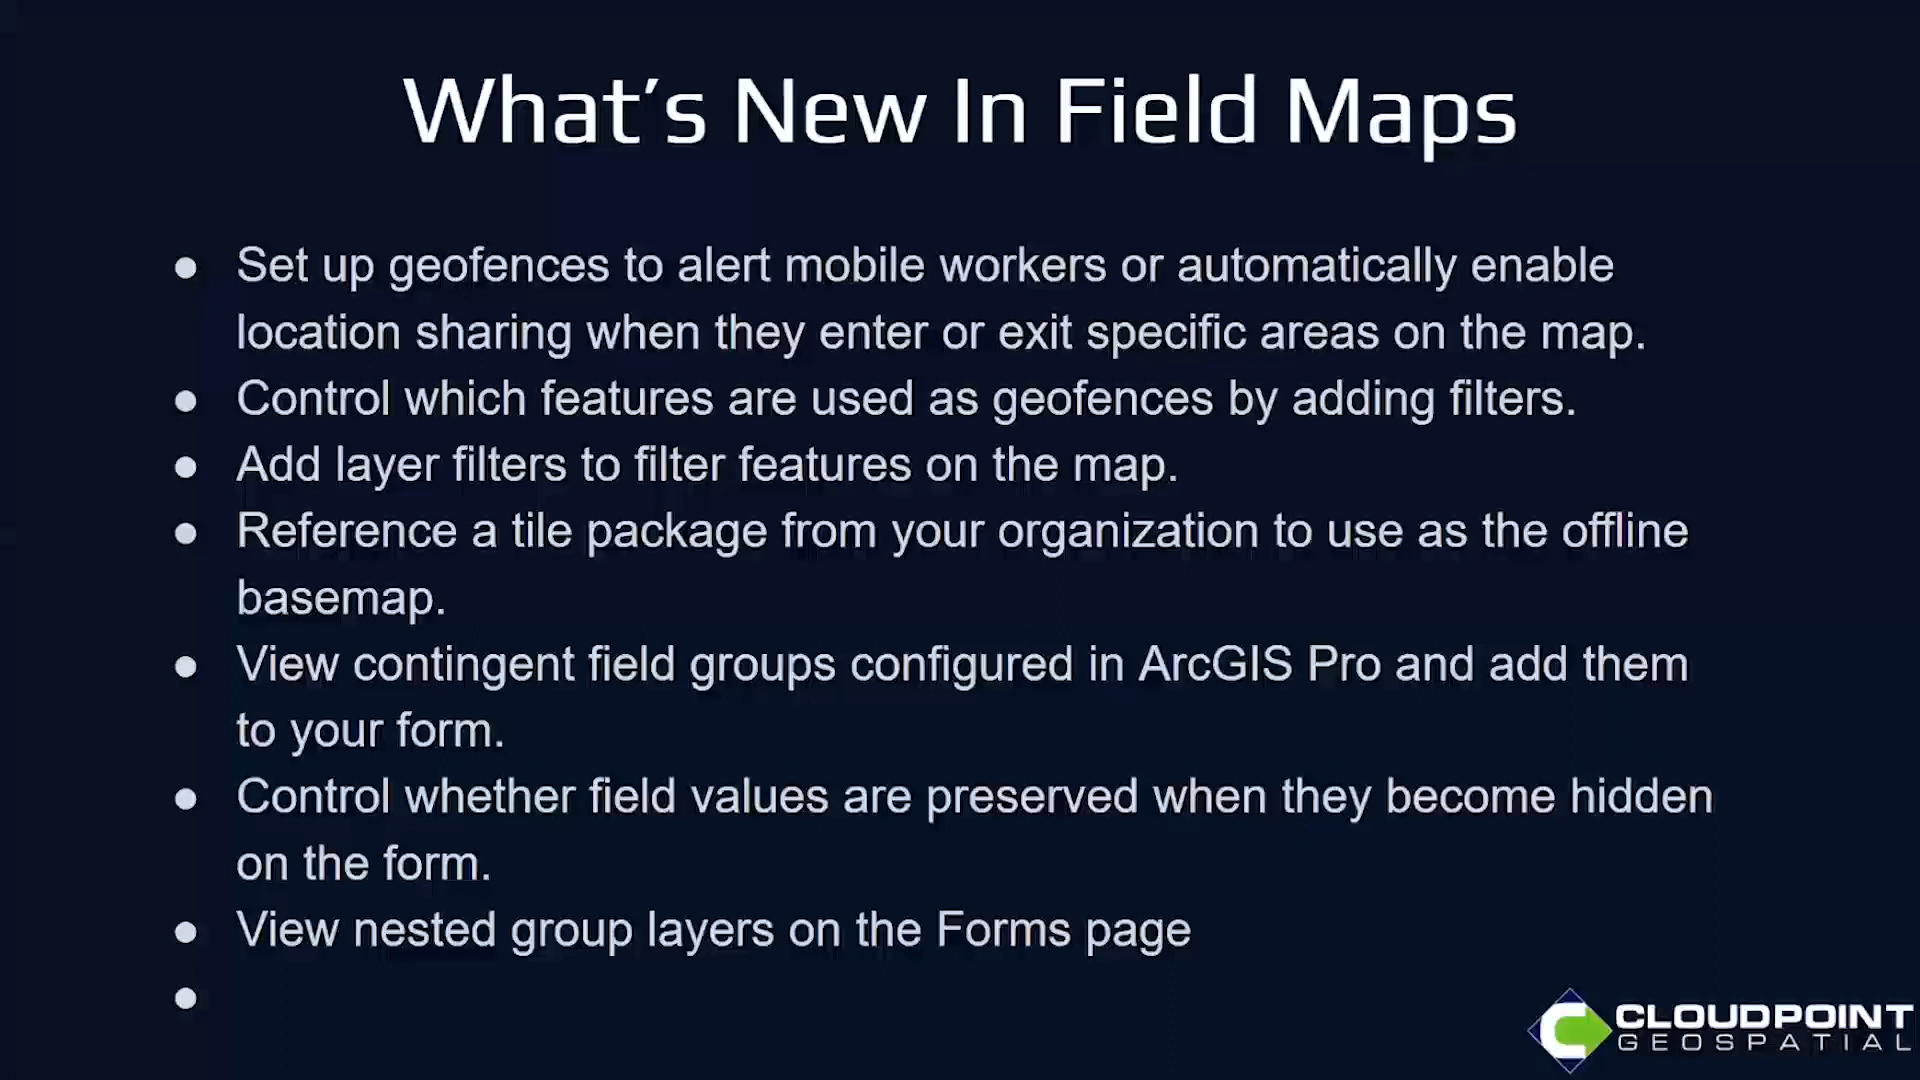 What's New In Field Maps
● Set up geofences to alert mobile workers or automatically enable
location sharing when they enter or exit specific areas on the map.
● Control which features are used as geofences by adding filters.
● Add layer filters to filter features on the map.
● Reference a tile package from your organization to use as the offline
basemap.
● View contingent field groups configured in ArcGIS Pro and add them
to your form.
● Control whether field values are preserved when they become hidden
on the form.
● View nested group layers on the Forms page
●
CLOUDPOINT
GEOSPATIAL